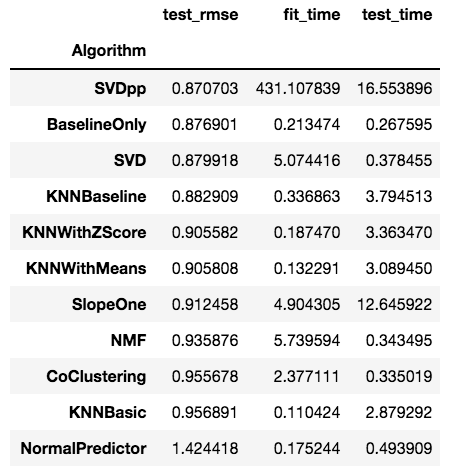 test_rmse fit_time test_time
Algorithm
SVDpp 0.870703 431.107839 16.553896
BaselineOnly 0.876901 0.213474 0.267595
SVD 0.879918 5.074416 0.378455
KNNBaseline 0.882909 0.336863 3.794513
KNNWithZScore 0.905582 0.187470 3.363470
KNNWithMeans 0.905808 0.132291 3.089450
SlopeOne 0.912458 4.904305 12.645922
NMF 0.935876 5.739594 0.343495
CoClustering 0.955678 2.377111 0.335019
KNNBasic 0.956891 0.110424 2.879292
NormalPredictor 1.424418 0.175244 0.493909